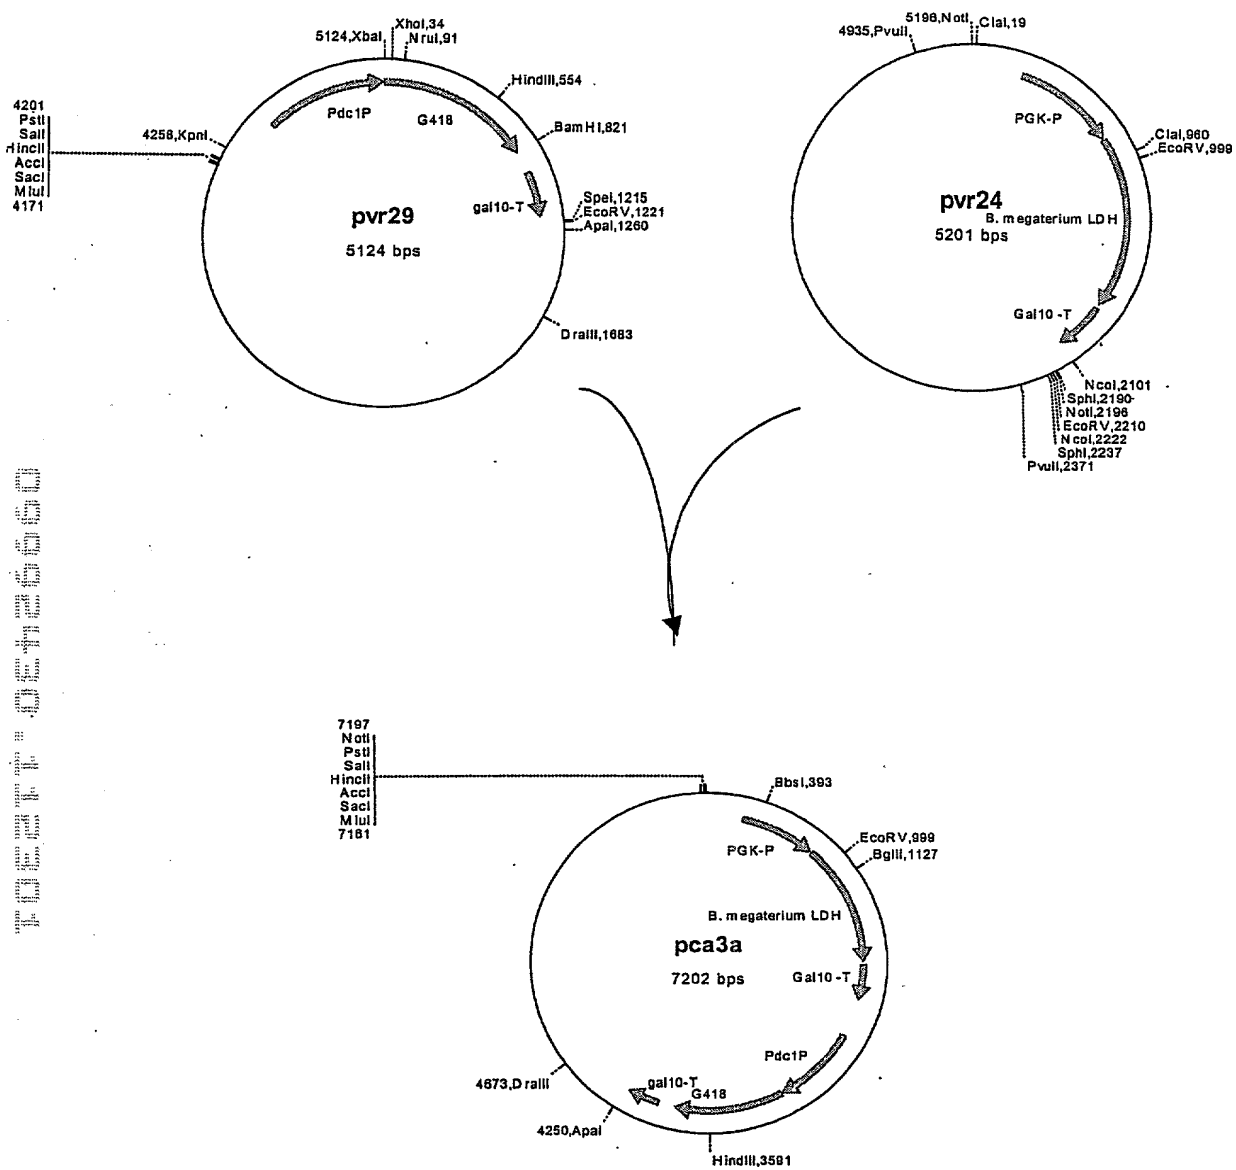 5124,XbaI
XhoI,34
NruI,91
HindIII,554
BamHI,821
SpeI,1215
EcoRV,1221
ApaI,1260
DraIII,1683
4201
PstI
SalI
HincII
AccI
SacI
MluI
4171
4258,KpnI
Pdc1P
G418
gal10-T
pvr29
5124 bps
5196,NotI
ClaI,19
4935,PvuII
PGK-P
ClaI,960
EcoRV,999
pvr24
B. megaterium LDH
5201 bps
Gal10-T
NcoI,2101
SphI,2190
NotI,2196
EcoRV,2210
NcoI,2222
SphI,2237
PvuII,2371
7197
NotI
PstI
SalI
HincII
AccI
SacI
MluI
7161
BbsI,393
EcoRV,999
BglII,1127
PGK-P
B. megaterium LDH
pca3a
7202 bps
Gal10-T
Pdc1P
gal10-T
G418
4673,DraIII
4250,ApaI
HindIII,3591